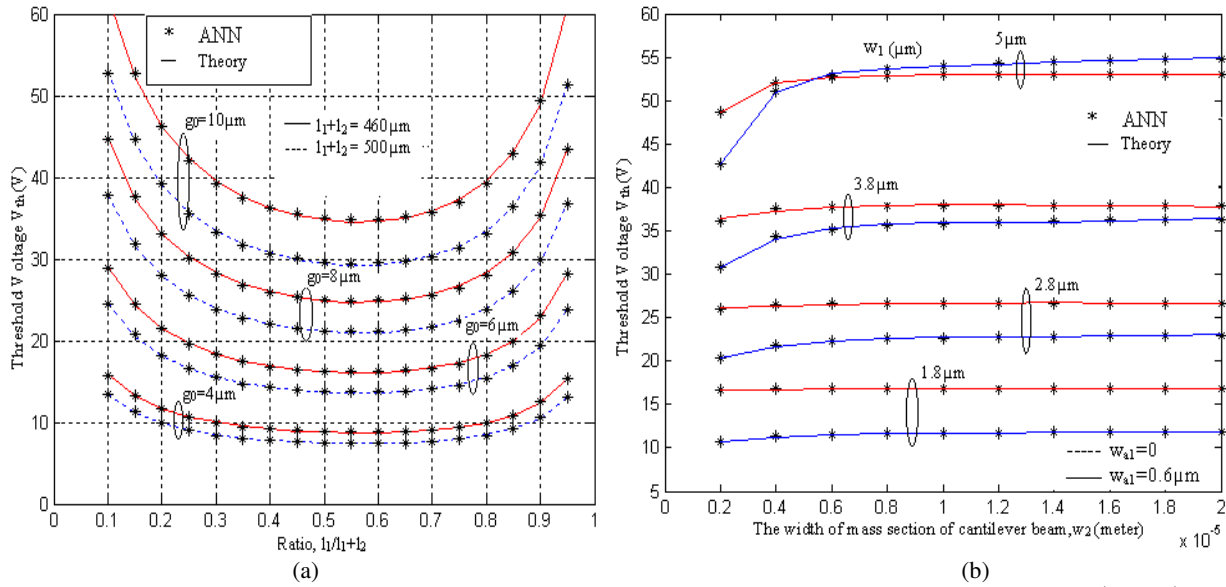 60
50
40
30
20
10
0
Threshold Voltage Vth (V)
* ANN
— Theory
g0=10μm
l1+l2 = 460μm
l1+l2 = 500μm
g0=8μm
g0=6μm
g0=4μm
0 0.1 0.2 0.3 0.4 0.5 0.6 0.7 0.8 0.9 1
Ratio, l1/l1+l2
(a)
60
55
50
45
40
35
30
25
20
15
10
5
Threshold Voltage Vth (V)
w1 (μm)
5μm
* ANN
— Theory
3.8μm
2.8μm
1.8μm
wa1=0
wa1=0.6μm
0 0.2 0.4 0.6 0.8 1 1.2 1.4 1.6 1.8 2
The width of mass section of cantilever beam,w2 (meter)
x 10^-5
(b)